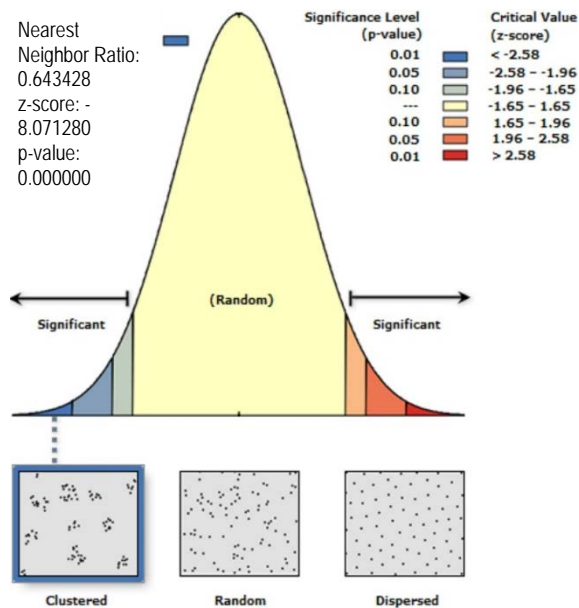 Nearest
Neighbor Ratio:
0.643428
z-score: -
8.071280
p-value:
0.000000
Significance Level
(p-value)
Critical Value
(z-score)
0.01 < -2.58
0.05 -2.58 – -1.96
0.10 -1.96 – -1.65
--- -1.65 – 1.65
0.10 1.65 – 1.96
0.05 1.96 – 2.58
0.01 > 2.58
(Random)
Significant
Significant
Clustered
Random
Dispersed